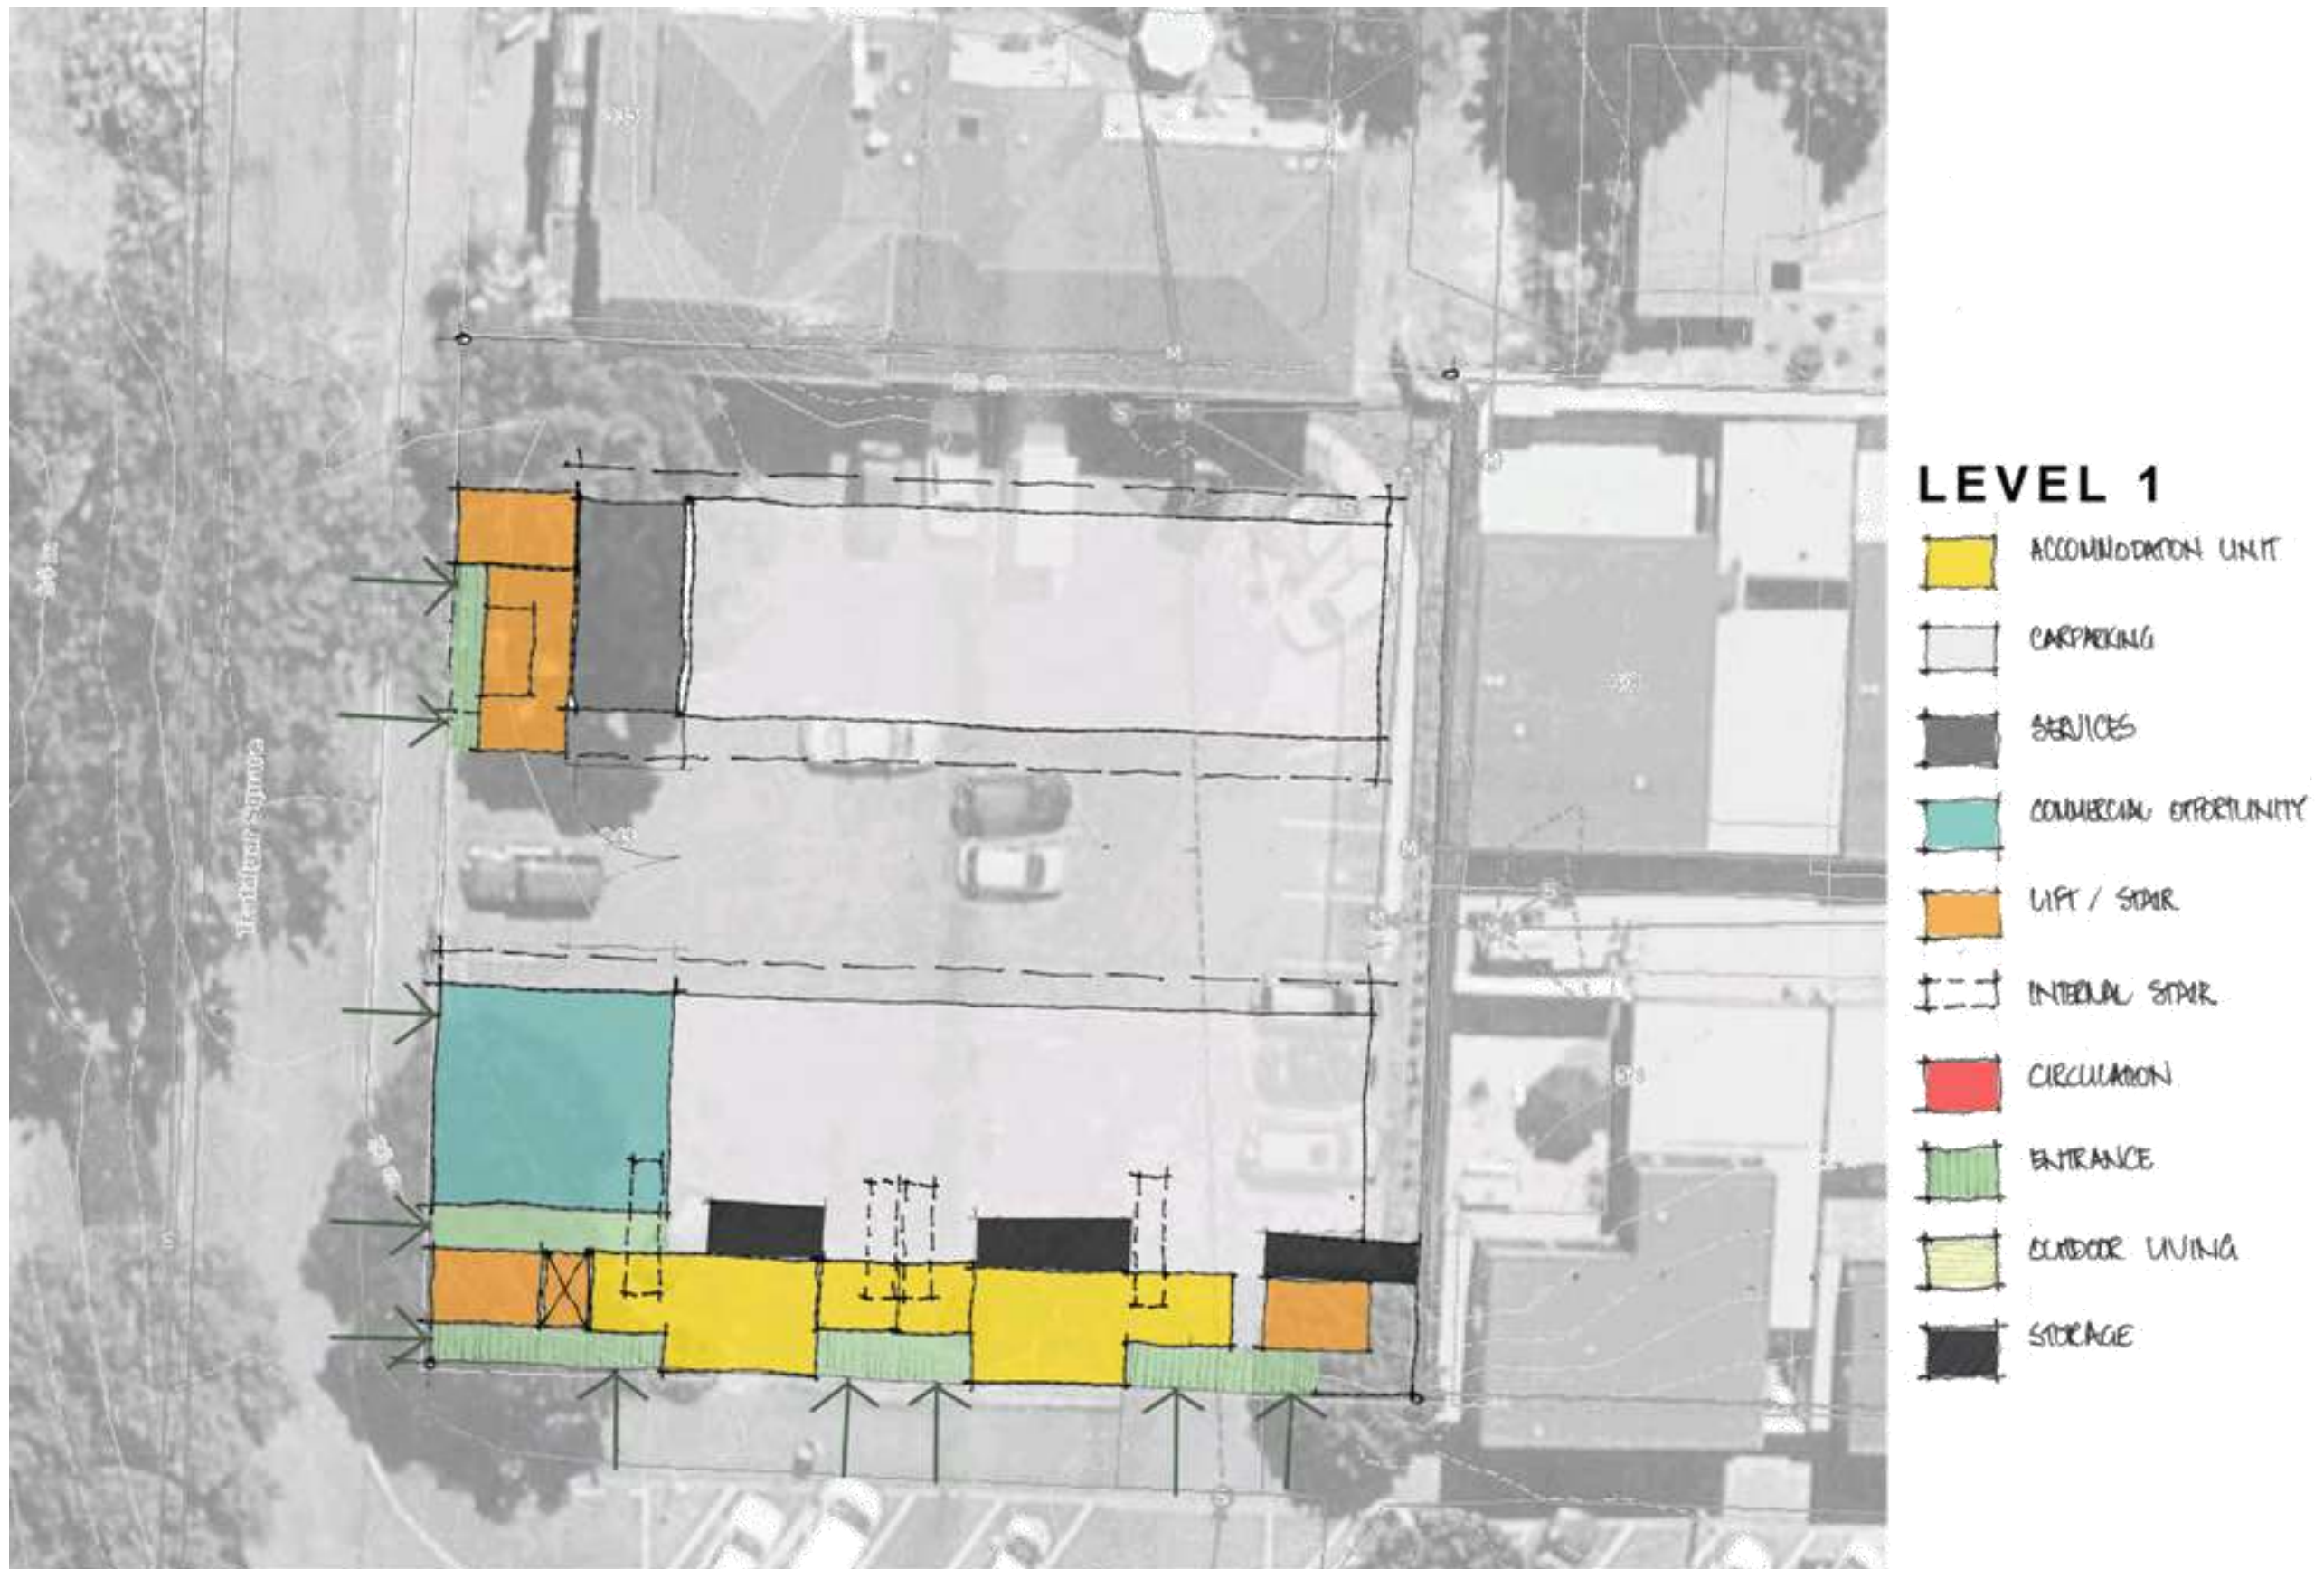 LEVEL 1
ACCOMMODATION UNIT
CARPARKING
SERVICES
COMMERCIAL OPPORTUNITY
LIFT / STAIR
INTERNAL STAIR
CIRCULATION
ENTRANCE
OUTDOOR LIVING
STORAGE